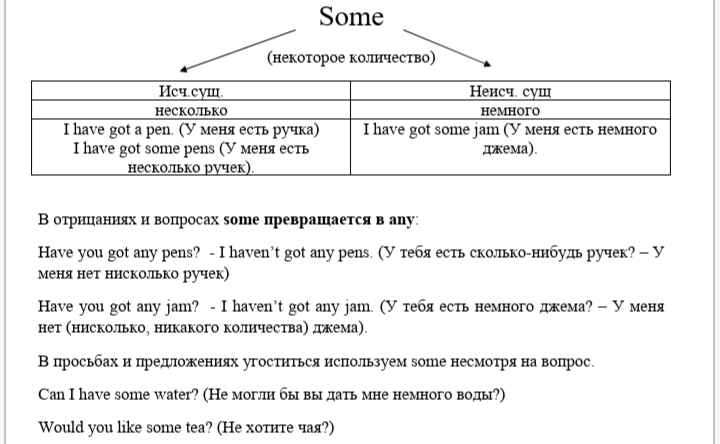 Some
(некоторое количество)
Исч.сущ. Неисч. сущ
несколько немного
I have got a pen. (У меня есть ручка)
I have got some pens (У меня есть
несколько ручек).
I have got some jam (У меня есть немного
джема).
В отрицаниях и вопросах some превращается в any:
Have you got any pens? - I haven’t got any pens. (У тебя есть сколько-нибудь ручек? – У
меня нет нисколько ручек)
Have you got any jam? - I haven’t got any jam. (У тебя есть немного джема? – У меня
нет (нисколько, никакого количества) джема).
В просьбах и предложениях угоститься используем some несмотря на вопрос.
Can I have some water? (Не могли бы вы дать мне немного воды?)
Would you like some tea? (Не хотите чая?)